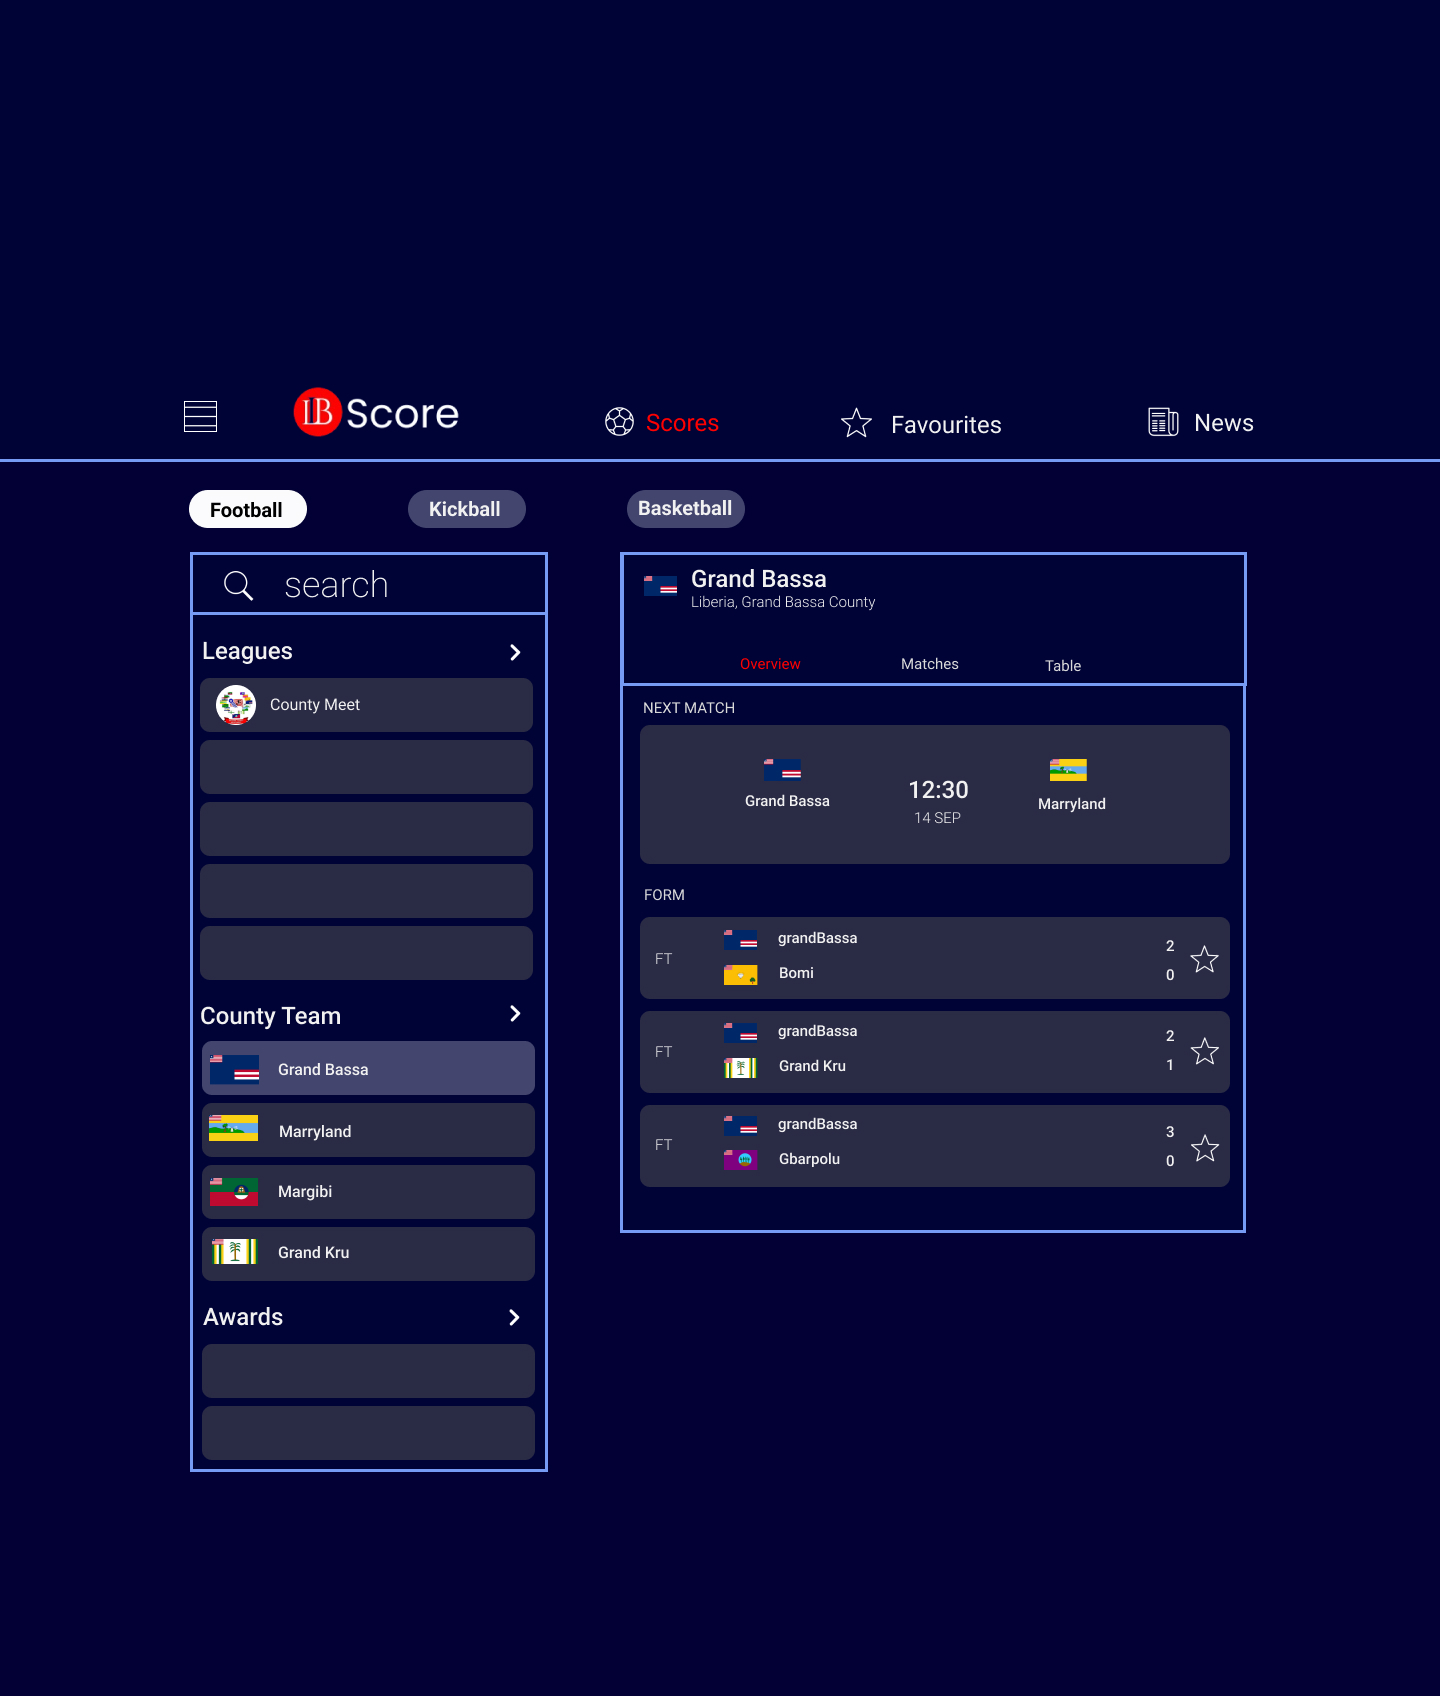 LB Score
Scores
Favourites
News
Football
Kickball
Basketball
search
Leagues
County Meet
County Team
Grand Bassa
Marryland
Margibi
Grand Kru
Awards
Grand Bassa
Liberia, Grand Bassa County
Overview
Matches
Table
NEXT MATCH
Grand Bassa
12:30
14 SEP
Marryland
FORM
FT
grandBassa
2
Bomi
0
FT
grandBassa
2
Grand Kru
1
FT
grandBassa
3
Gbarpolu
0